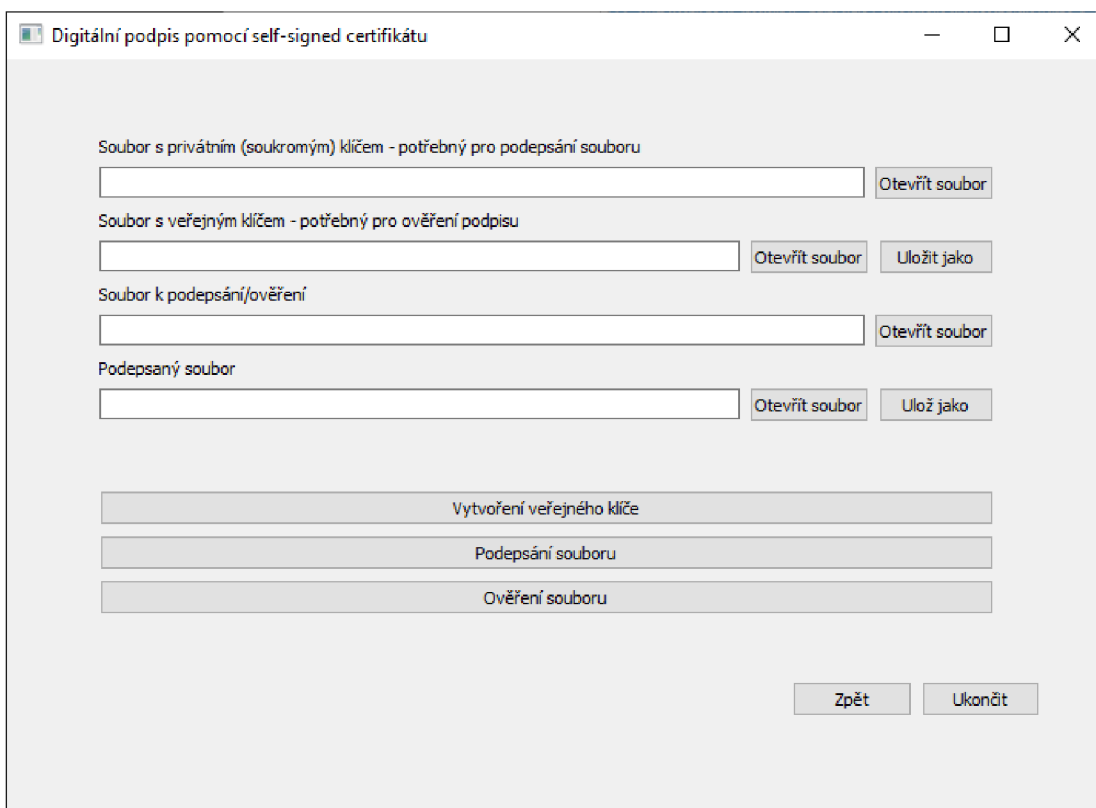 Digitální podpis pomocí self-signed certifikátu
Soubor s privátním (soukromým) klíčem - potřebný pro podepsání souboru
Otevřít soubor
Soubor s veřejným klíčem - potřebný pro ověření podpisu
Otevřít soubor Uložit jako
Soubor k podepsání/ověření
Otevřít soubor
Podepsaný soubor
Otevřít soubor Ulož jako
Vytvoření veřejného klíče
Podepsání souboru
Ověření souboru
Zpět Ukončit